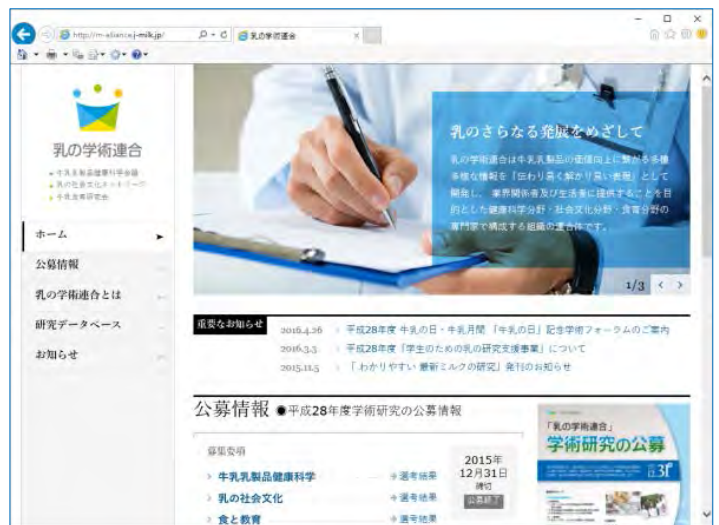 http://m-alliance.j-milk.jp/
乳の学術連合
乳の学術連合
牛乳乳製品健康科学会議
乳の社会文化ネットワーク
牛乳食育研究会
ホーム
公募情報
乳の学術連合とは
研究データベース
お知らせ
乳のさらなる発展をめざして
乳の学術連合は牛乳乳製品の価値向上に繋がる多種
多様な情報を「伝わり易く解かり易い表現」として
開発し、業界関係者及び生活者に提供することを目
的とした健康科学分野・社会文化分野・食育分野の
専門家で構成する組織の連合体です。
1/3
重要なお知らせ
2016.4.26 平成28年度 牛乳の日・牛乳月間 「牛乳の日」記念学術フォーラムのご案内
2016.3.3 平成28年度「学生のための乳の研究支援事業」について
2015.11.5 「わかりやすい 最新ミルクの研究」発刊のお知らせ
公募情報 ●平成28年度学術研究の公募情報
募集要項
牛乳乳製品健康科学 選考結果
乳の社会文化 選考結果
食と教育 選考結果
2015年
12月31日
締切
公募終了
「乳の学術連合」
学術研究の公募